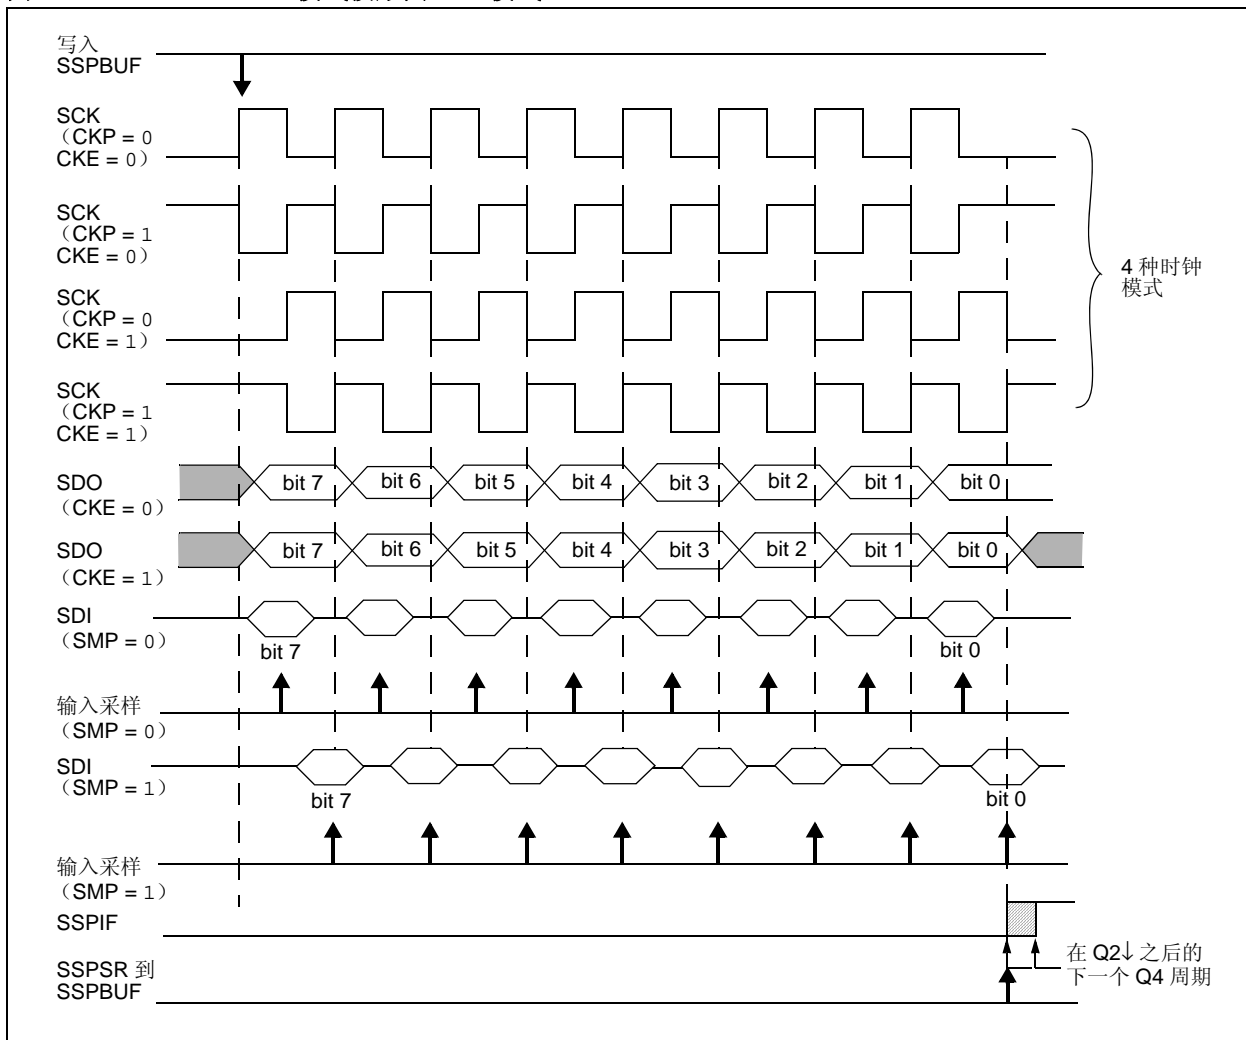 写入
SSPBUF
SCK
（CKP = 0
CKE = 0）
SCK
（CKP = 1
CKE = 0）
SCK
（CKP = 0
CKE = 1）
SCK
（CKP = 1
CKE = 1）
4 种时钟
模式
SDO
（CKE = 0）
bit 7 bit 6 bit 5 bit 4 bit 3 bit 2 bit 1 bit 0
SDO
（CKE = 1）
bit 7 bit 6 bit 5 bit 4 bit 3 bit 2 bit 1 bit 0
SDI
（SMP = 0）
bit 7 bit 0
输入采样
（SMP = 0）
SDI
（SMP = 1）
bit 7 bit 0
输入采样
（SMP = 1）
SSPIF
在 Q2↓ 之后的
下一个 Q4 周期
SSPSR 到
SSPBUF